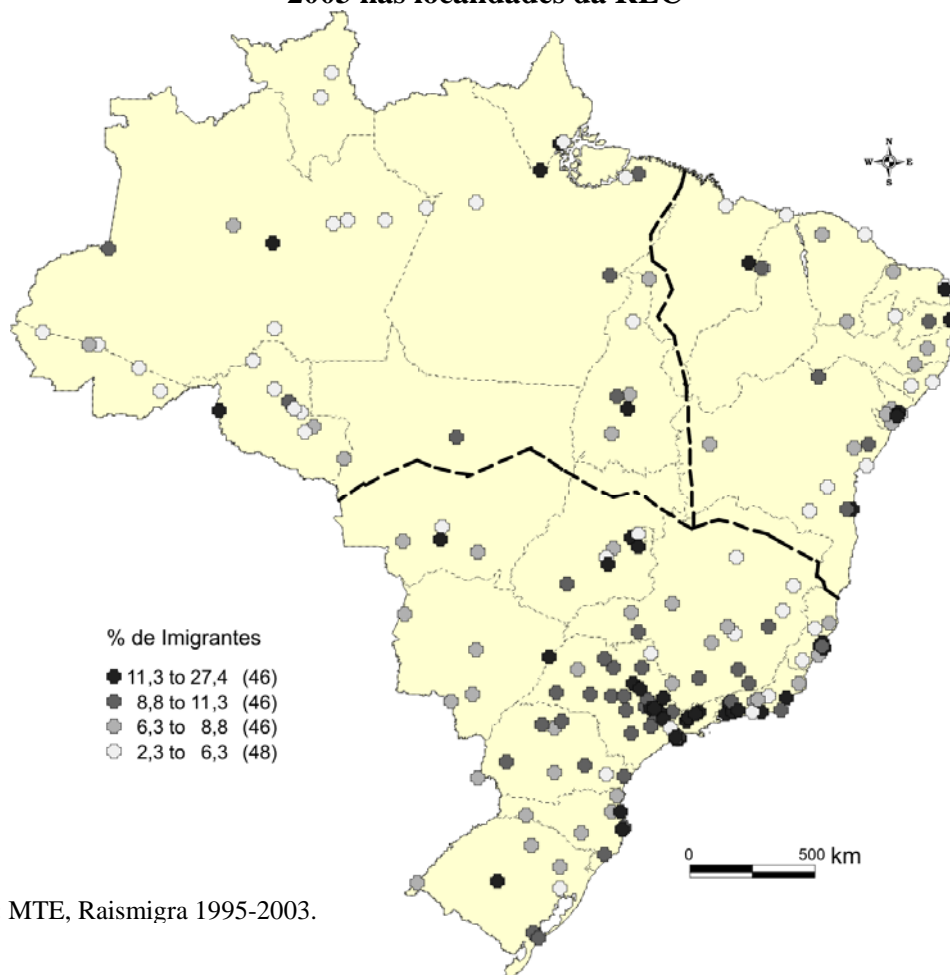 2003 nas localidades da REC
N
W E
S
% de Imigrantes
11,3 to 27,4 (46)
8,8 to 11,3 (46)
6,3 to 8,8 (46)
2,3 to 6,3 (48)
0 500 km
MTE, Raismigra 1995-2003.